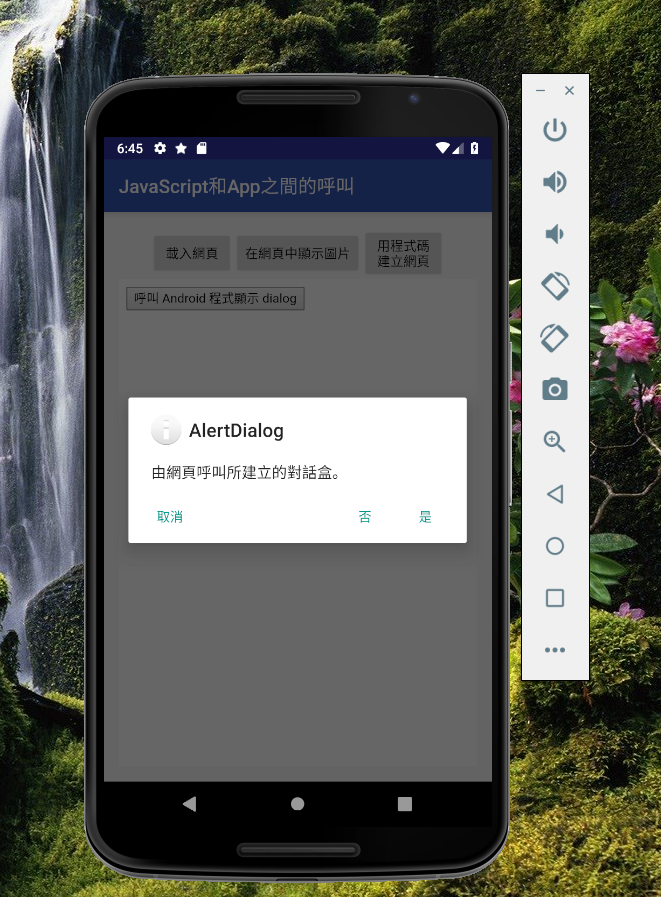 6:45
JavaScript和App之間的呼叫
載入網頁
在網頁中顯示圖片
用程式碼
建立網頁
呼叫 Android 程式顯示 dialog
AlertDialog
由網頁呼叫所建立的對話盒。
取消
否
是